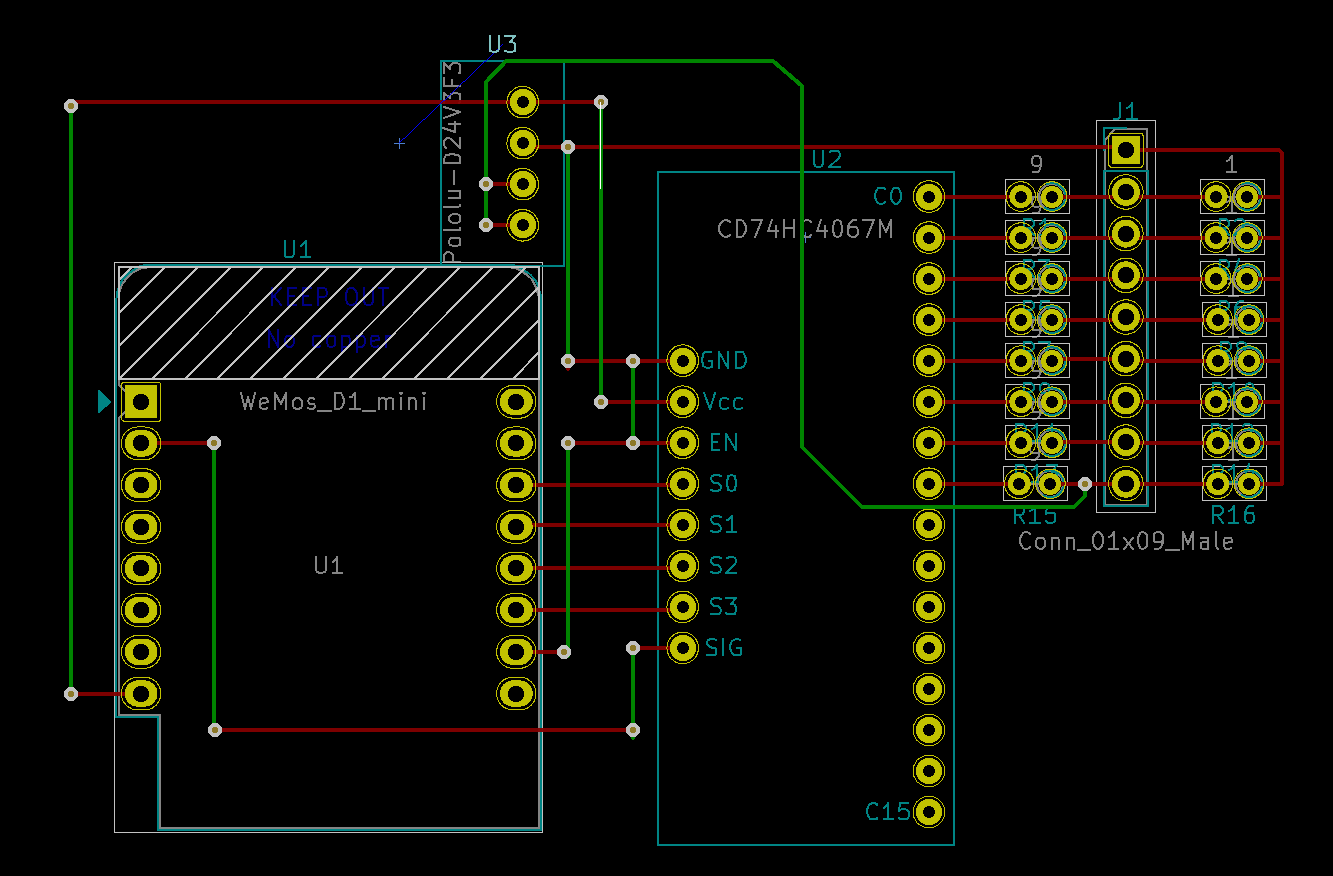 U3
Pololu-D24V3F3
J1
U2
9
1
C0
CD74HC4067M
U1
KEEP OUT
No copper
GND
WeMos_D1_mini
Vcc
EN
S0
R15
R16
S1
Conn_01x09_Male
U1
S2
S3
SIG
C15